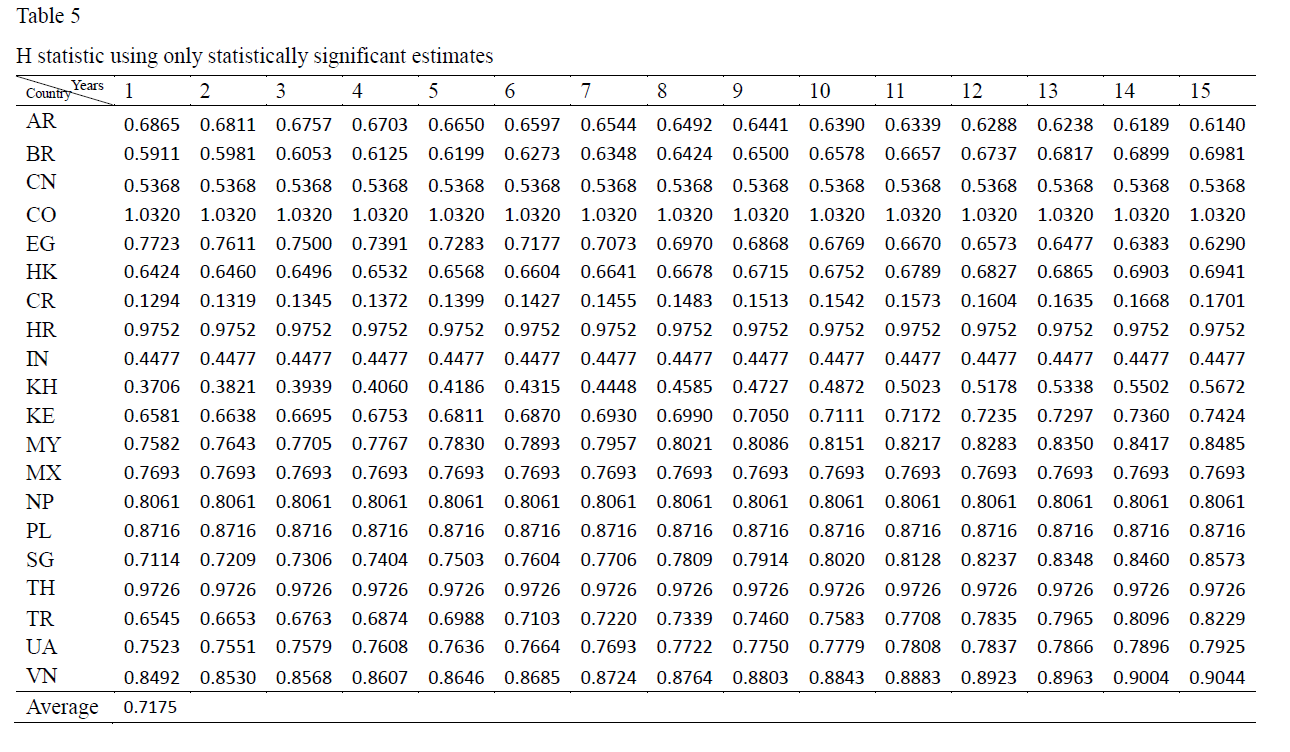 Table 5
H statistic using only statistically significant estimates
Country Years 1 2 3 4 5 6 7 8 9 10 11 12 13 14 15
AR 0.6865 0.6811 0.6757 0.6703 0.6650 0.6597 0.6544 0.6492 0.6441 0.6390 0.6339 0.6288 0.6238 0.6189 0.6140
BR 0.5911 0.5981 0.6053 0.6125 0.6199 0.6273 0.6348 0.6424 0.6500 0.6578 0.6657 0.6737 0.6817 0.6899 0.6981
CN 0.5368 0.5368 0.5368 0.5368 0.5368 0.5368 0.5368 0.5368 0.5368 0.5368 0.5368 0.5368 0.5368 0.5368 0.5368
CO 1.0320 1.0320 1.0320 1.0320 1.0320 1.0320 1.0320 1.0320 1.0320 1.0320 1.0320 1.0320 1.0320 1.0320 1.0320
EG 0.7723 0.7611 0.7500 0.7391 0.7283 0.7177 0.7073 0.6970 0.6868 0.6769 0.6670 0.6573 0.6477 0.6383 0.6290
HK 0.6424 0.6460 0.6496 0.6532 0.6568 0.6604 0.6641 0.6678 0.6715 0.6752 0.6789 0.6827 0.6865 0.6903 0.6941
CR 0.1294 0.1319 0.1345 0.1372 0.1399 0.1427 0.1455 0.1483 0.1513 0.1542 0.1573 0.1604 0.1635 0.1668 0.1701
HR 0.9752 0.9752 0.9752 0.9752 0.9752 0.9752 0.9752 0.9752 0.9752 0.9752 0.9752 0.9752 0.9752 0.9752 0.9752
IN 0.4477 0.4477 0.4477 0.4477 0.4477 0.4477 0.4477 0.4477 0.4477 0.4477 0.4477 0.4477 0.4477 0.4477 0.4477
KH 0.3706 0.3821 0.3939 0.4060 0.4186 0.4315 0.4448 0.4585 0.4727 0.4872 0.5023 0.5178 0.5338 0.5502 0.5672
KE 0.6581 0.6638 0.6695 0.6753 0.6811 0.6870 0.6930 0.6990 0.7050 0.7111 0.7172 0.7235 0.7297 0.7360 0.7424
MY 0.7582 0.7643 0.7705 0.7767 0.7830 0.7893 0.7957 0.8021 0.8086 0.8151 0.8217 0.8283 0.8350 0.8417 0.8485
MX 0.7693 0.7693 0.7693 0.7693 0.7693 0.7693 0.7693 0.7693 0.7693 0.7693 0.7693 0.7693 0.7693 0.7693 0.7693
NP 0.8061 0.8061 0.8061 0.8061 0.8061 0.8061 0.8061 0.8061 0.8061 0.8061 0.8061 0.8061 0.8061 0.8061 0.8061
PL 0.8716 0.8716 0.8716 0.8716 0.8716 0.8716 0.8716 0.8716 0.8716 0.8716 0.8716 0.8716 0.8716 0.8716 0.8716
SG 0.7114 0.7209 0.7306 0.7404 0.7503 0.7604 0.7706 0.7809 0.7914 0.8020 0.8128 0.8237 0.8348 0.8460 0.8573
TH 0.9726 0.9726 0.9726 0.9726 0.9726 0.9726 0.9726 0.9726 0.9726 0.9726 0.9726 0.9726 0.9726 0.9726 0.9726
TR 0.6545 0.6653 0.6763 0.6874 0.6988 0.7103 0.7220 0.7339 0.7460 0.7583 0.7708 0.7835 0.7965 0.8096 0.8229
UA 0.7523 0.7551 0.7579 0.7608 0.7636 0.7664 0.7693 0.7722 0.7750 0.7779 0.7808 0.7837 0.7866 0.7896 0.7925
VN 0.8492 0.8530 0.8568 0.8607 0.8646 0.8685 0.8724 0.8764 0.8803 0.8843 0.8883 0.8923 0.8963 0.9004 0.9044
Average 0.7175